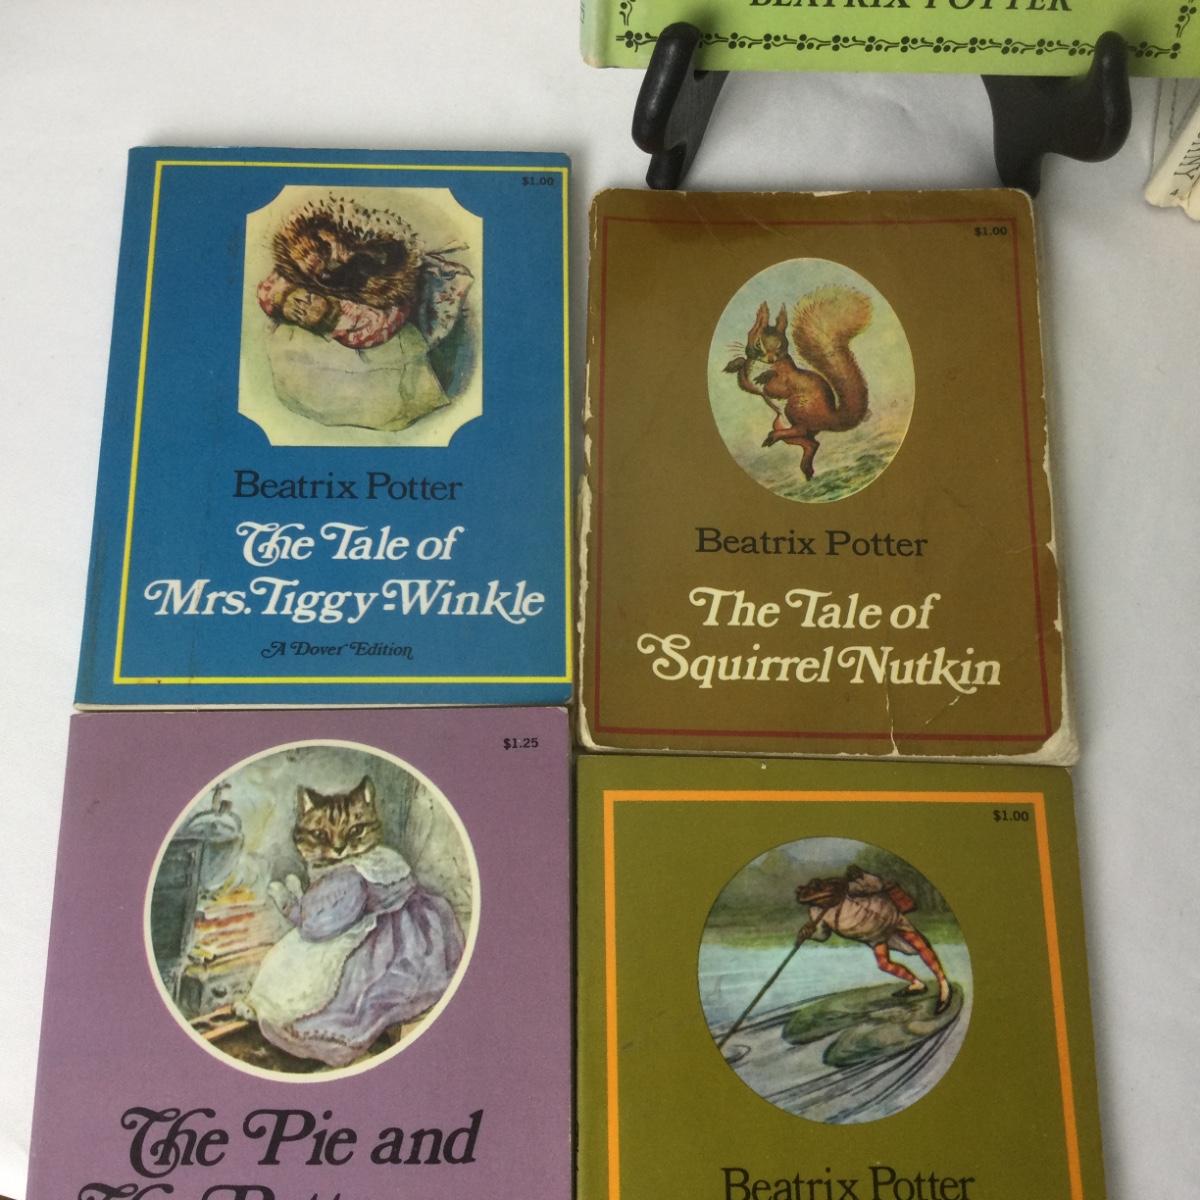 BEATRIX POTTER
$1.00
Beatrix Potter
The Tale of
Mrs. Tiggy-Winkle
A Dover Edition
$1.00
Beatrix Potter
The Tale of
Squirrel Nutkin
$1.25
The Pie and
$1.00
Beatrix Potter